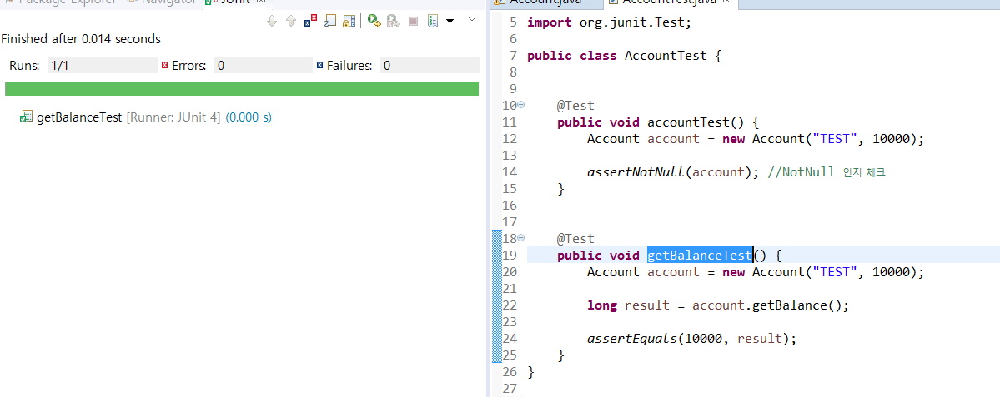 Package Explorer Navigator JUnit
Finished after 0.014 seconds
Runs: 1/1 Errors: 0 Failures: 0
getBalanceTest [Runner: JUnit 4] (0.000 s)
Account.java AccountTest.java
5 import org.junit.Test;
6
7 public class AccountTest {
8
9
10 @Test
11 public void accountTest() {
12 Account account = new Account("TEST", 10000);
13
14 assertNotNull(account); //NotNull 인지 체크
15 }
16
17
18 @Test
19 public void getBalanceTest() {
20 Account account = new Account("TEST", 10000);
21
22 long result = account.getBalance();
23
24 assertEquals(10000, result);
25 }
26 }
27